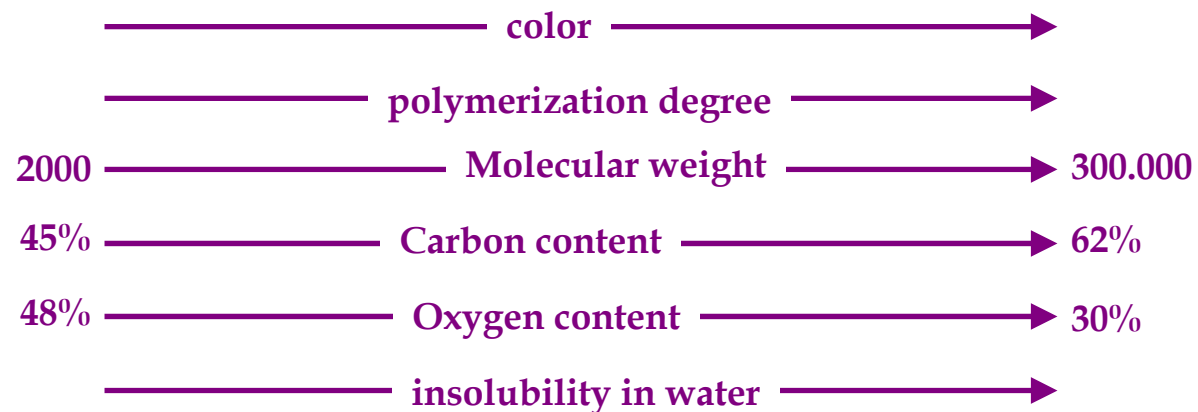 color
polymerization degree
2000 Molecular weight 300.000
45% Carbon content 62%
48% Oxygen content 30%
insolubility in water